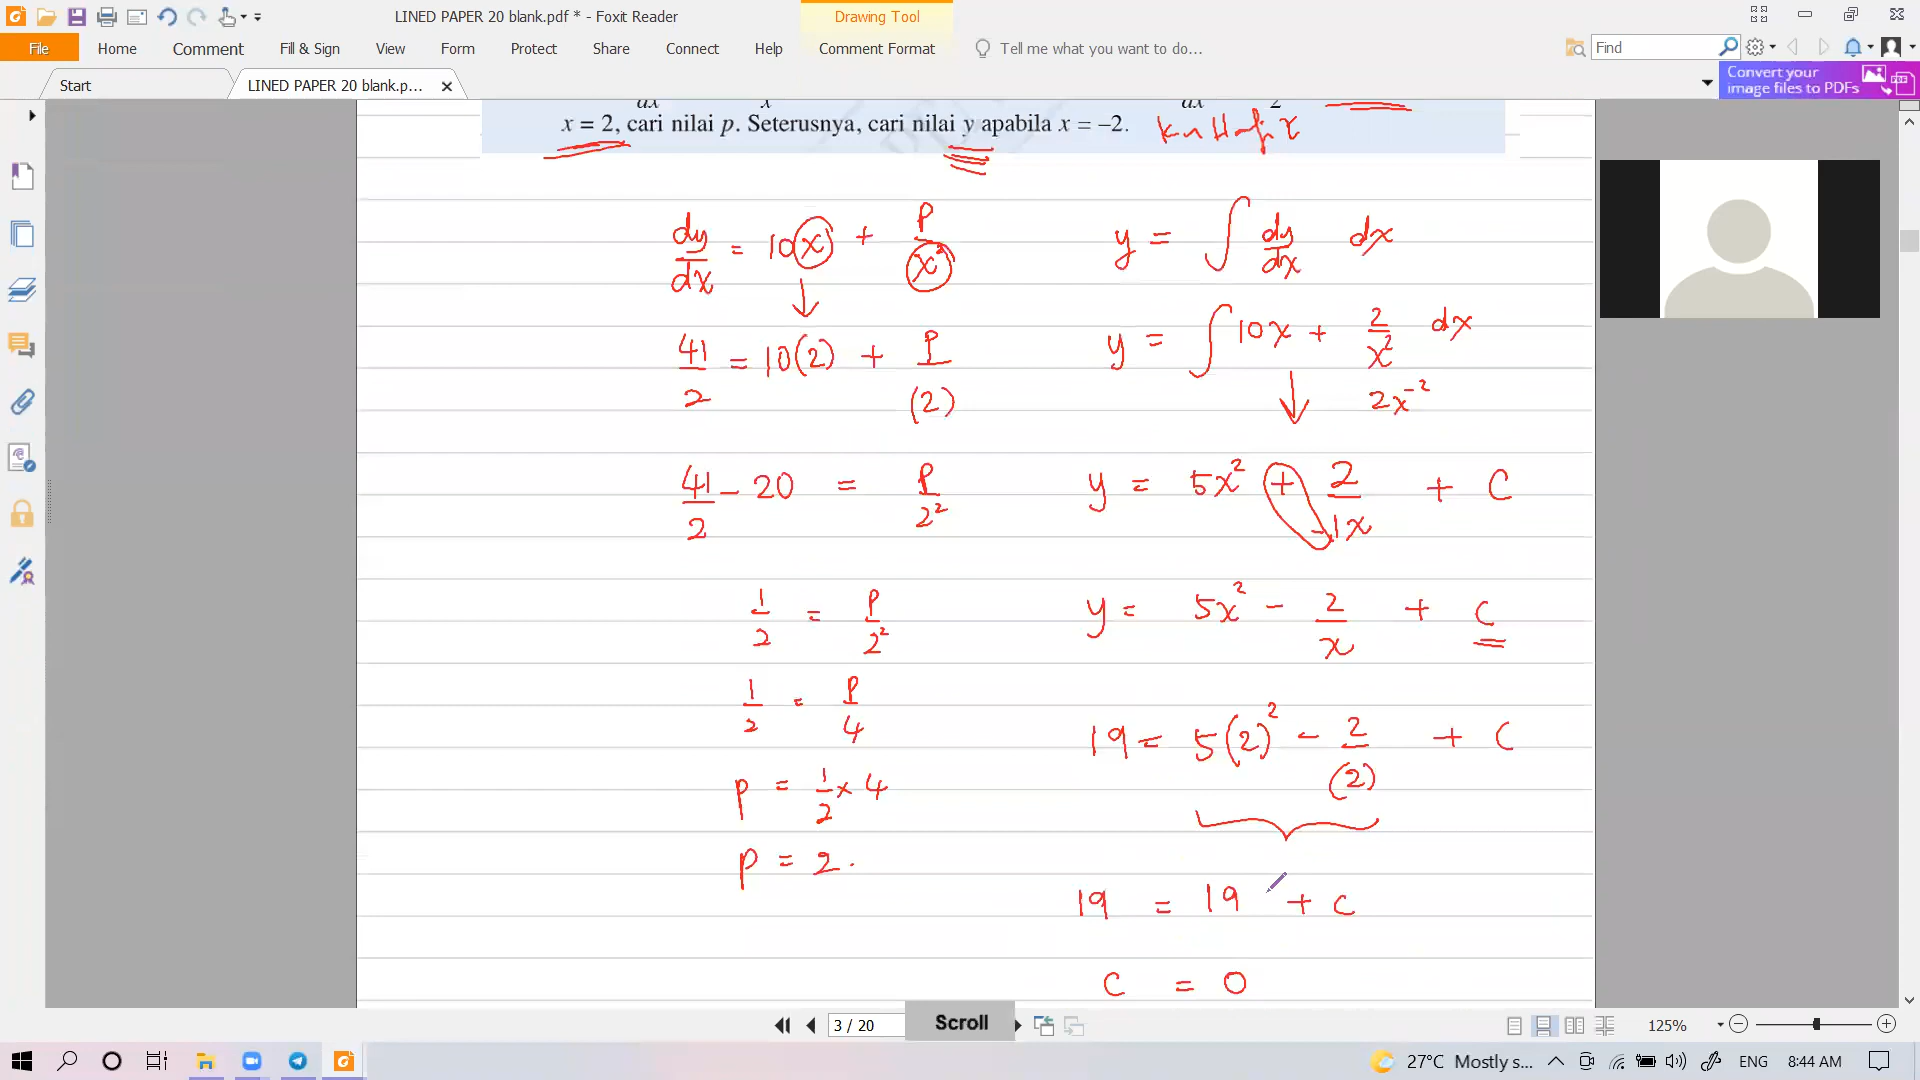 LINED PAPER 20 blank.pdf * - Foxit Reader
Drawing Tool
File Home Comment Fill & Sign View Form Protect Share Connect Help Comment Format Tell me what you want to do... Find
Start LINED PAPER 20 blank.p...
Convert your
image files to PDFs
dx x dx 2
x = 2, cari nilai p. Seterusnya, cari nilai y apabila x = –2.
dy/dx = 10x + p/x²
41/2 = 10(2) + p/(2)
41/2 - 20 = p/2²
1/2 = p/2²
1/2 = p/4
p = 1/2 x 4
p = 2.
y = ∫ dy/dx dx
y = ∫ 10x + 2/x² dx
2x⁻²
y = 5x² + 2/-1x + C
y = 5x² - 2/x + C
19 = 5(2)² - 2/(2) + C
19 = 19 + C
C = 0
3 / 20
Scroll
125%
27°C Mostly s...
ENG
8:44 AM